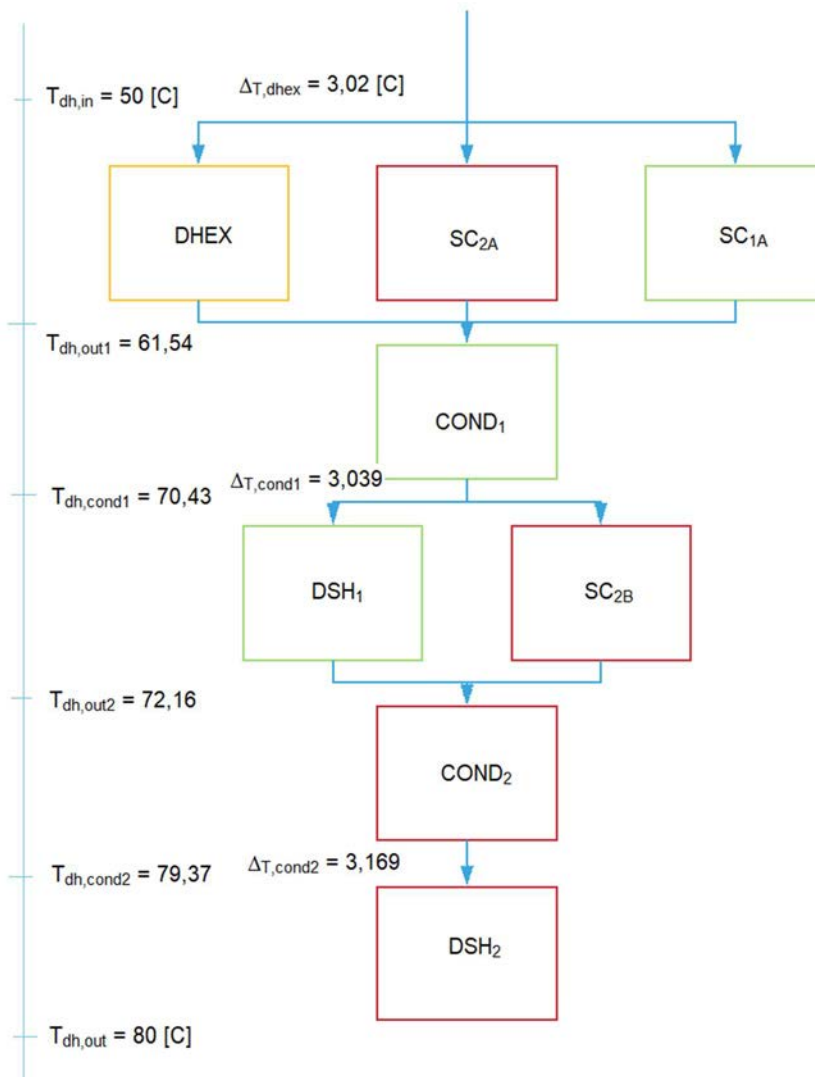 T_dh,in = 50 [C]
Δ_T,dhex = 3,02 [C]
DHEX
SC_2A
SC_1A
T_dh,out1 = 61,54
COND_1
T_dh,cond1 = 70,43
Δ_T,cond1 = 3,039
DSH_1
SC_2B
T_dh,out2 = 72,16
COND_2
T_dh,cond2 = 79,37
Δ_T,cond2 = 3,169
DSH_2
T_dh,out = 80 [C]